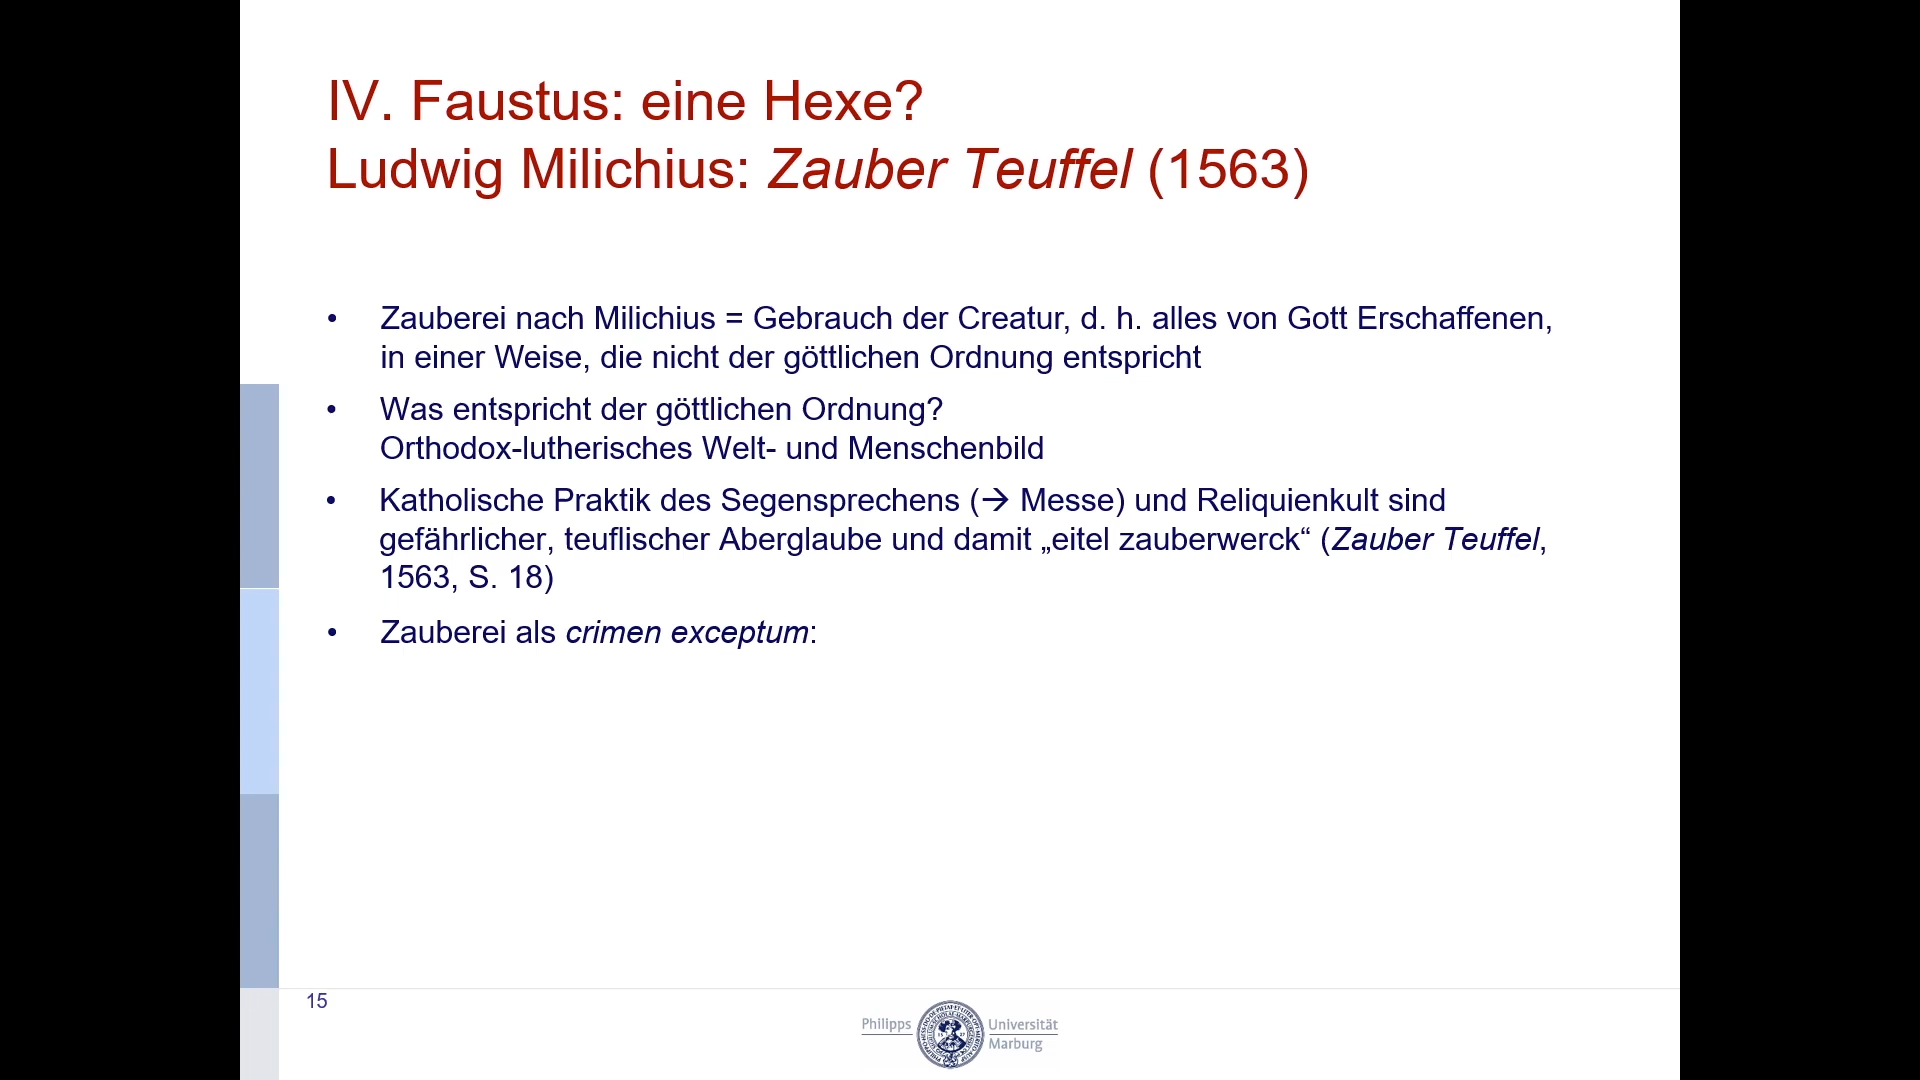 IV. Faustus: eine Hexe?
Ludwig Milichius: Zauber Teuffel (1563)
• Zauberei nach Milichius = Gebrauch der Creatur, d. h. alles von Gott Erschaffenen,
in einer Weise, die nicht der göttlichen Ordnung entspricht
• Was entspricht der göttlichen Ordnung?
Orthodox-lutherisches Welt- und Menschenbild
• Katholische Praktik des Segensprechens (→ Messe) und Reliquienkult sind
gefährlicher, teuflischer Aberglaube und damit „eitel zauberwerck“ (Zauber Teuffel,
1563, S. 18)
• Zauberei als crimen exceptum:
15
Philipps Universität
Marburg